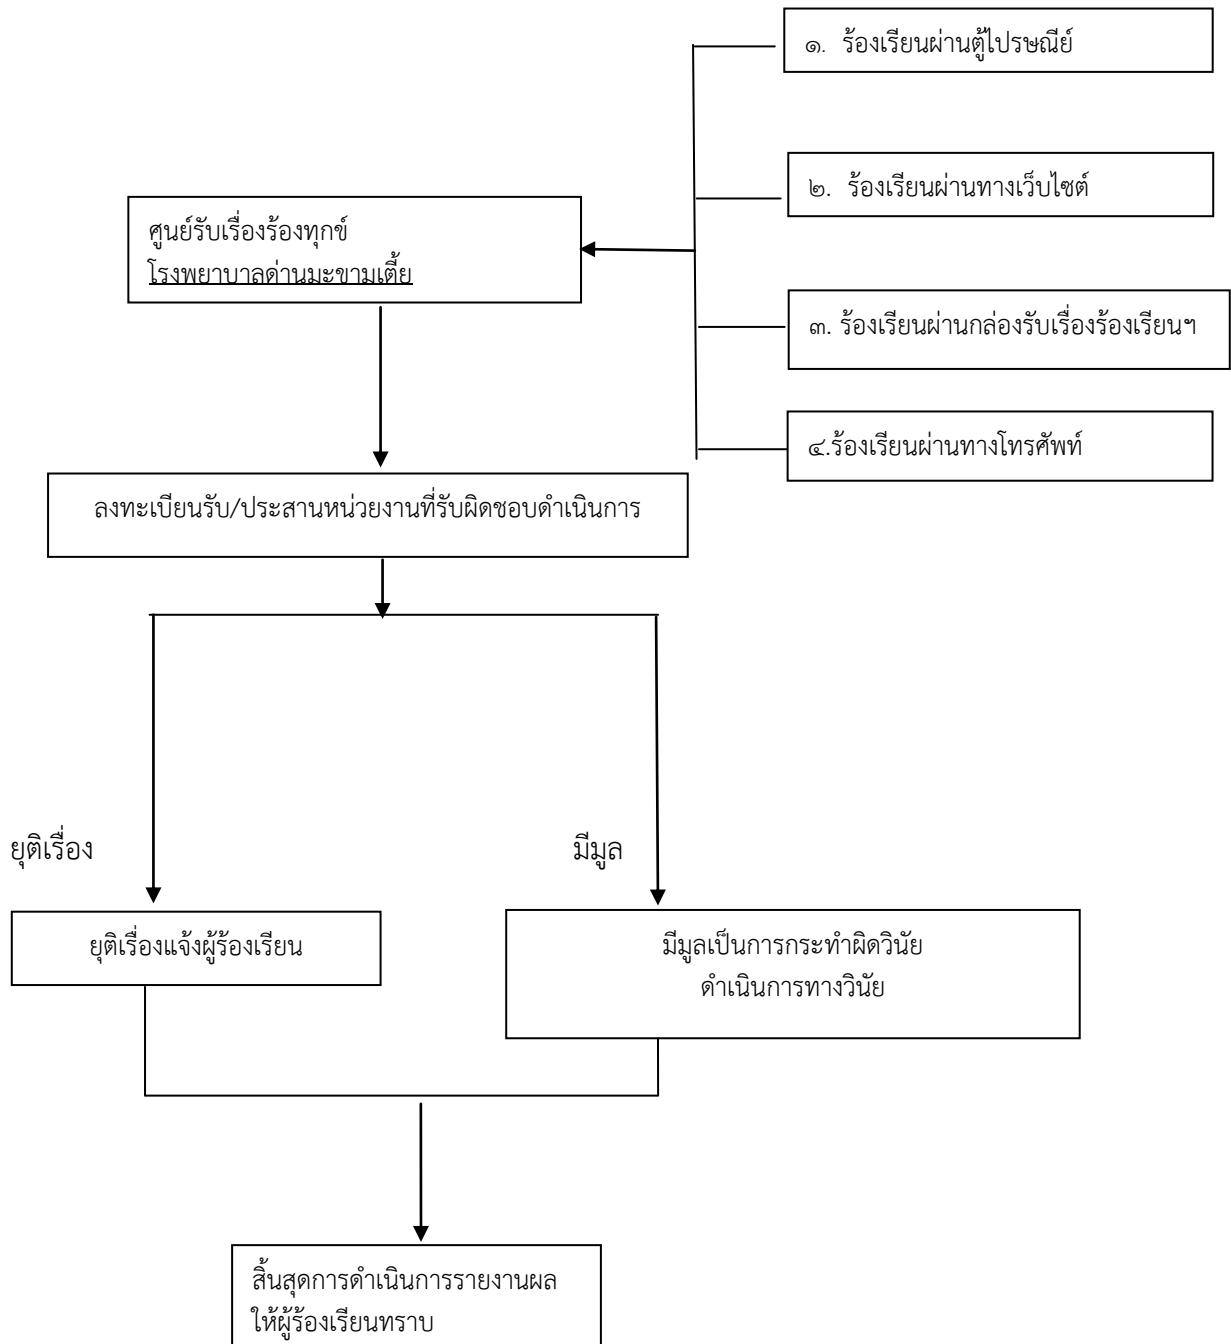 ๑. ร้องเรียนผ่านตู้ไปรษณีย์
๒. ร้องเรียนผ่านทางเว็บไซต์
ศูนย์รับเรื่องร้องทุกข์
โรงพยาบาลด่านมะขามเตี้ย
๓. ร้องเรียนผ่านกล่องรับเรื่องร้องเรียนฯ
๔.ร้องเรียนผ่านทางโทรศัพท์
ลงทะเบียนรับ/ประสานหน่วยงานที่รับผิดชอบดำเนินการ
ยุติเรื่อง
มีมูล
ยุติเรื่องแจ้งผู้ร้องเรียน
มีมูลเป็นการกระทำผิดวินัย
ดำเนินการทางวินัย
สิ้นสุดการดำเนินการรายงานผล
ให้ผู้ร้องเรียนทราบ